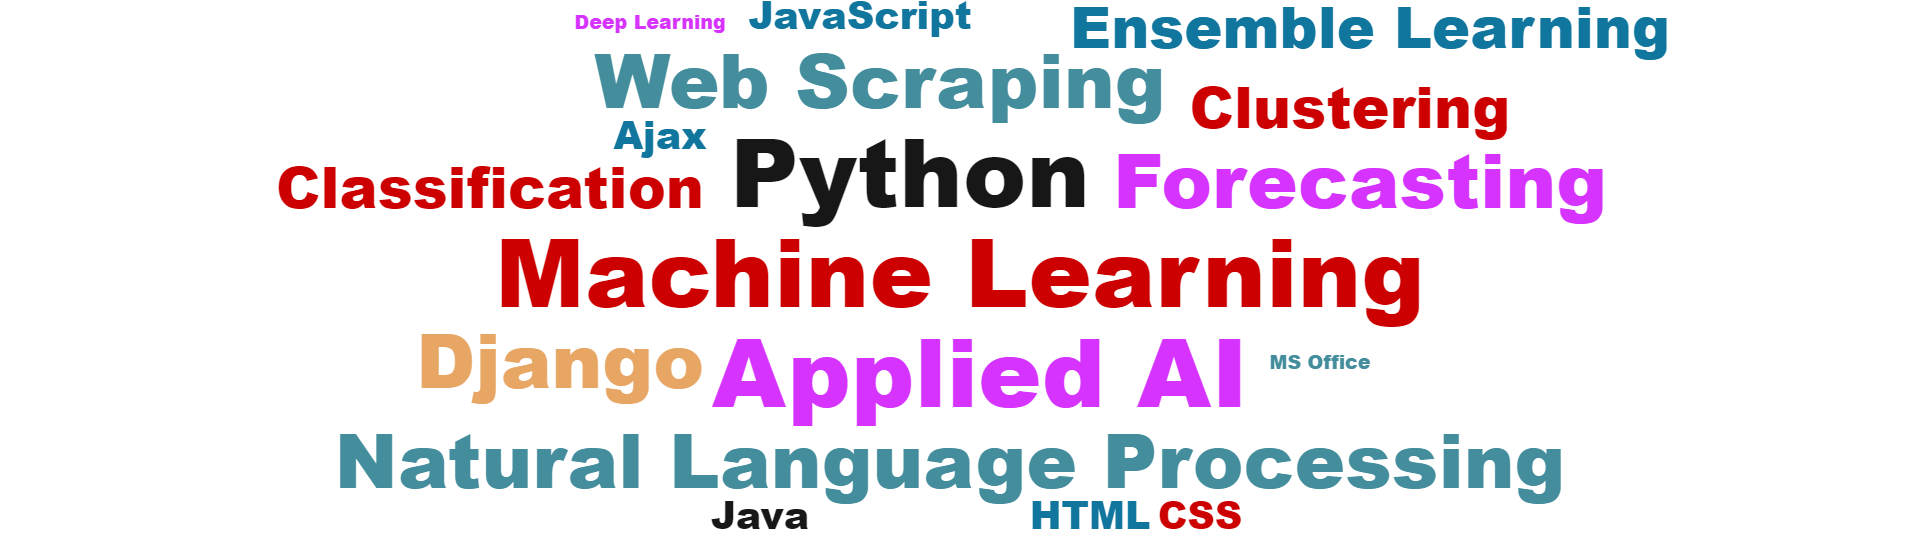 Deep Learning
JavaScript
Ensemble Learning
Web Scraping
Clustering
Ajax
Python
Forecasting
Classification
Machine Learning
Django
Applied AI
MS Office
Natural Language Processing
Java
HTML
CSS